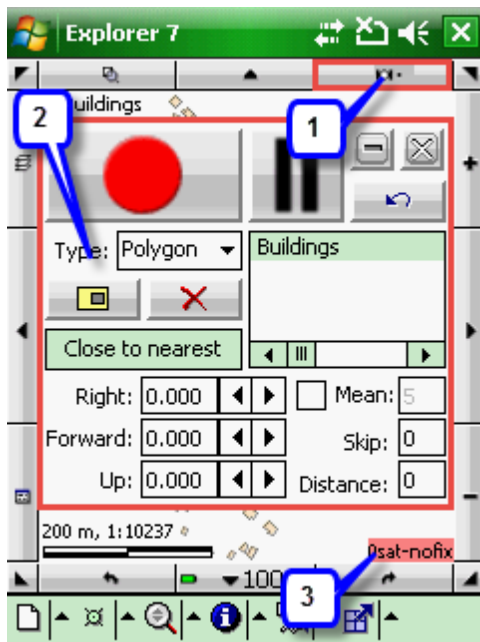 Explorer 7
uildings
1
2
Type: Polygon
Buildings
Close to nearest
Right: 0.000
Mean: 5
Forward: 0.000
Skip: 0
Up: 0.000
Distance: 0
200 m, 1:10237
0sat-nofix
100
3